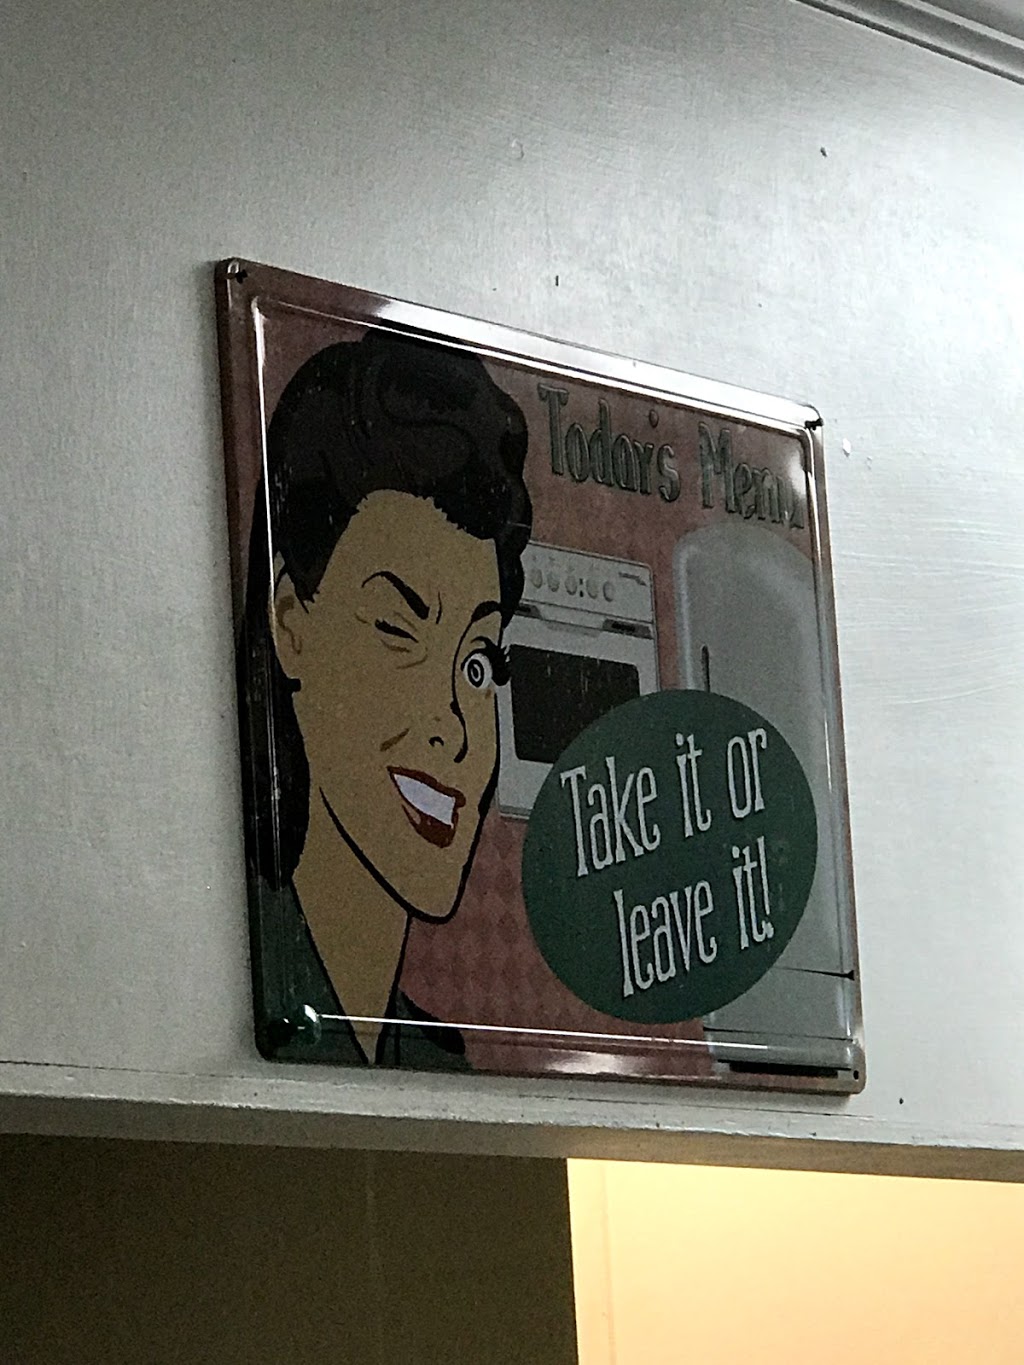 Today's Menu
Take it or
leave it!